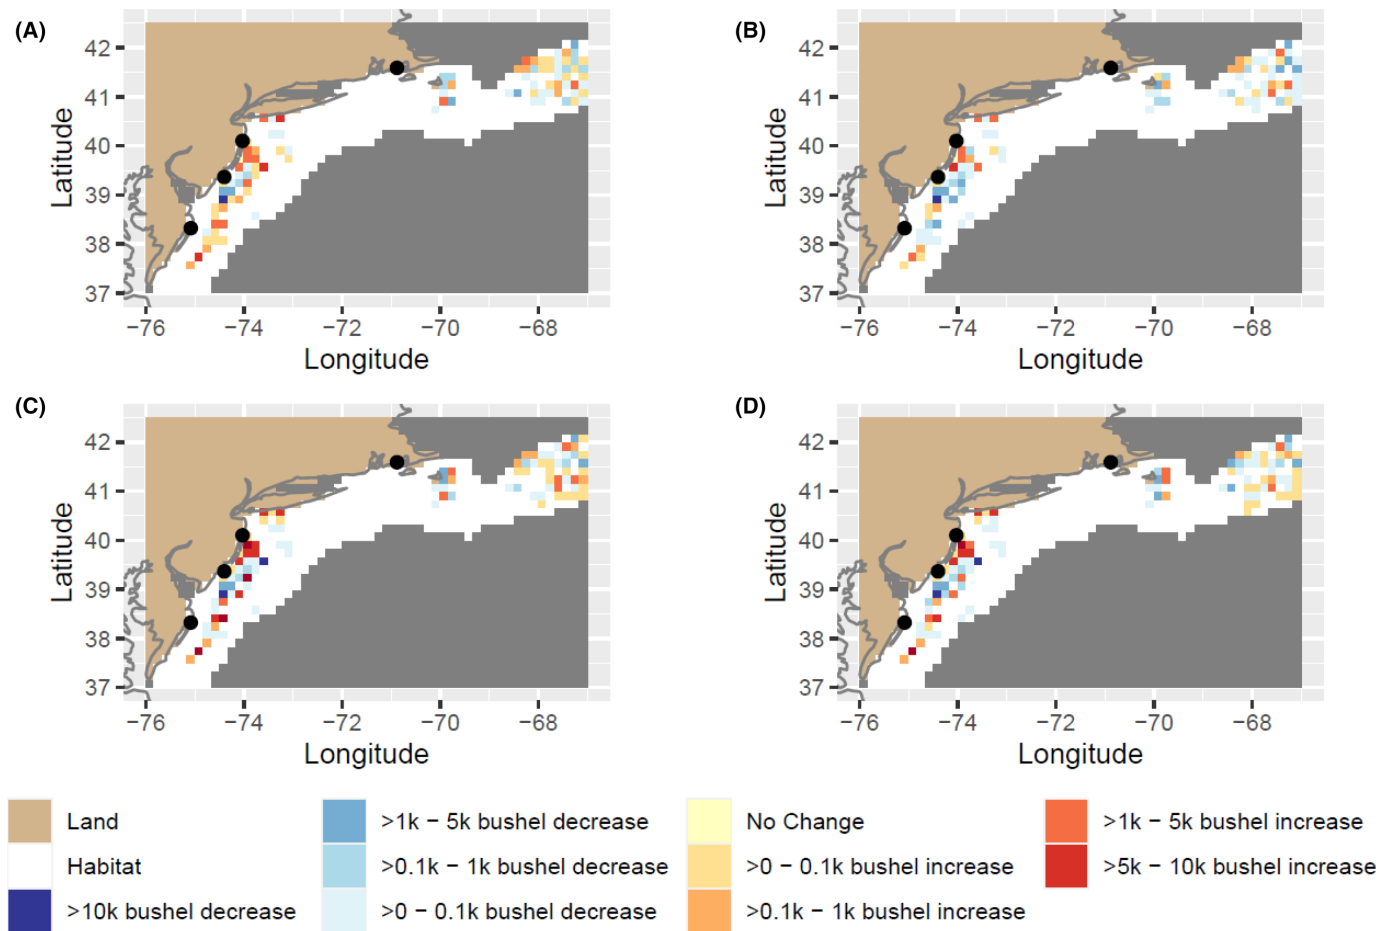 (A)
42
41
40
39
38
37
Latitude
−76 −74 −72 −70 −68
Longitude
(B)
42
41
40
39
38
37
Latitude
−76 −74 −72 −70 −68
Longitude
(C)
42
41
40
39
38
37
Latitude
−76 −74 −72 −70 −68
Longitude
(D)
42
41
40
39
38
37
Latitude
−76 −74 −72 −70 −68
Longitude
Land
Habitat
>10k bushel decrease
>1k − 5k bushel decrease
>0.1k − 1k bushel decrease
>0 − 0.1k bushel decrease
No Change
>0 − 0.1k bushel increase
>0.1k − 1k bushel increase
>1k − 5k bushel increase
>5k − 10k bushel increase